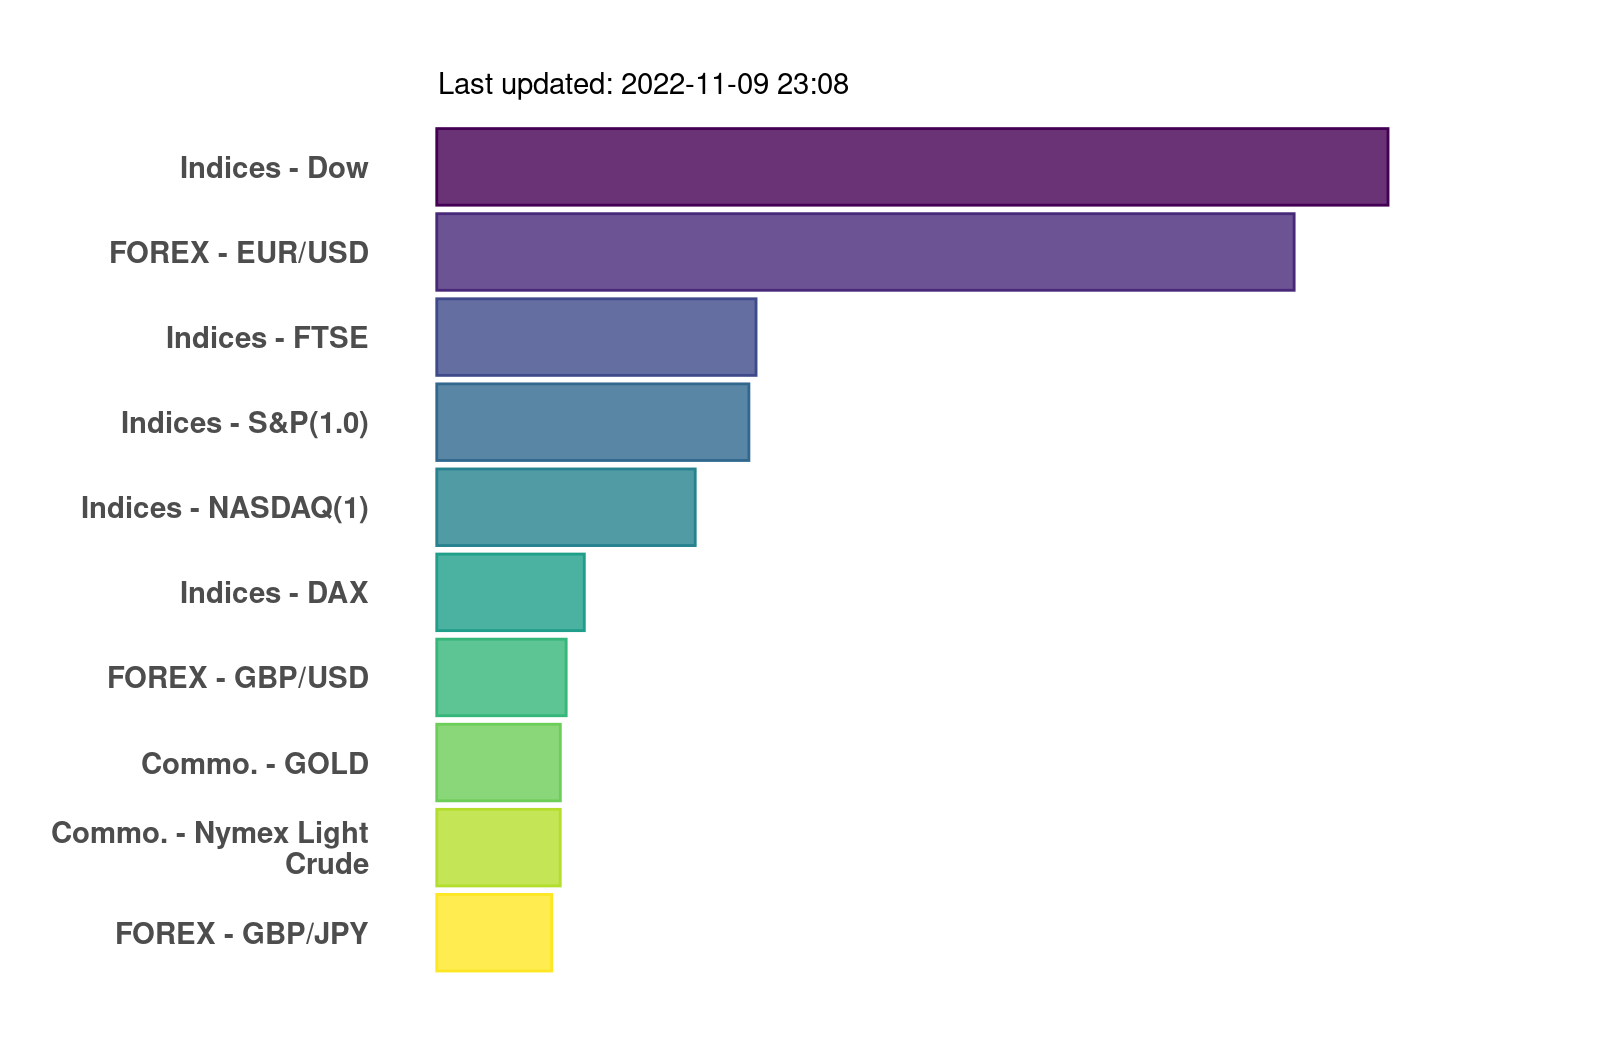 Last updated: 2022-11-09 23:08
Indices - Dow
FOREX - EUR/USD
Indices - FTSE
Indices - S&P(1.0)
Indices - NASDAQ(1)
Indices - DAX
FOREX - GBP/USD
Commo. - GOLD
Commo. - Nymex Light
Crude
FOREX - GBP/JPY